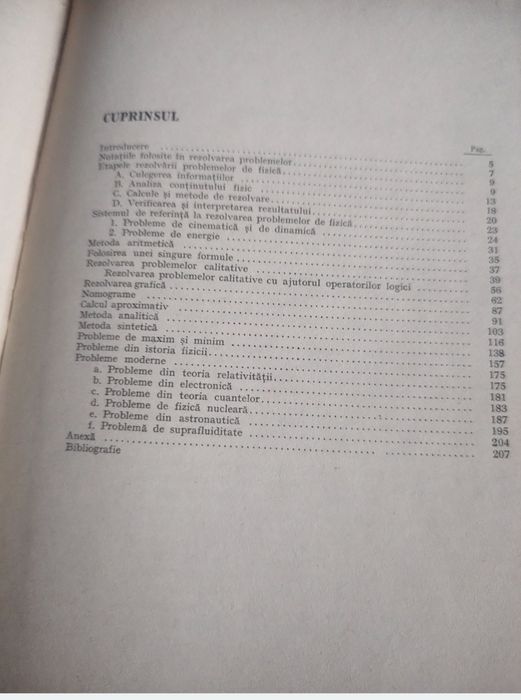 CUPRINSUL
Pag.
Introducere 5
Notațiile folosite în rezolvarea problemelor 7
Etapele rezolvării problemelor de fizică 9
A. Culegerea informațiilor 9
B. Analiza conținutului fizic 13
C. Calcule și metode de rezolvare 18
D. Verificarea și interpretarea rezultatului 20
Sistemul de referință la rezolvarea problemelor de fizică 23
1. Probleme de cinematică și de dinamică 24
2. Probleme de energie 31
Metoda aritmetică 35
Folosirea unei singure formule 37
Rezolvarea problemelor calitative 39
Rezolvarea problemelor calitative cu ajutorul operatorilor logici 56
Rezolvarea grafică 62
Nomograme 87
Calcul aproximativ 91
Metoda analitică 103
Metoda sintetică 116
Probleme de maxim și minim 138
Probleme din istoria fizicii 157
Probleme moderne 175
a. Probleme din teoria relativității 175
b. Probleme din electronică 181
c. Probleme din teoria cuantelor 183
d. Probleme de fizică nucleară 187
e. Probleme din astronautică 195
f. Problemă de suprafluiditate 204
Anexă 207
Bibliografie